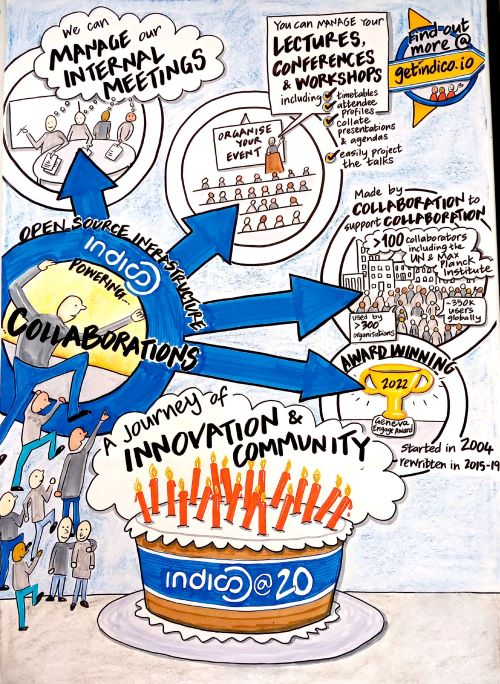 We can
MANAGE our
INTERNAL
MEETINGS
You can MANAGE your
LECTURES,
CONFERENCES
& WORKSHOPS
including
timetables
attendee
profiles
collate
presentations
& agendas
easily project
the talks
Find out
more @
getindico.io
ORGANISE
YOUR
EVENT
Made by
COLLABORATION to
support COLLABORATION
>100 collaborators
including the
UN & Max
Planck
Institute
used by
>300
organisations
~350K
users
globally
OPEN SOURCE INFRASTRUCTURE
indico
POWERING...
COLLABORATIONS
AWARD WINNING
2022
Geneva
Engage Award
Started in 2004
rewritten in 2015-19
A Journey of
INNOVATION &
COMMUNITY
indico@20